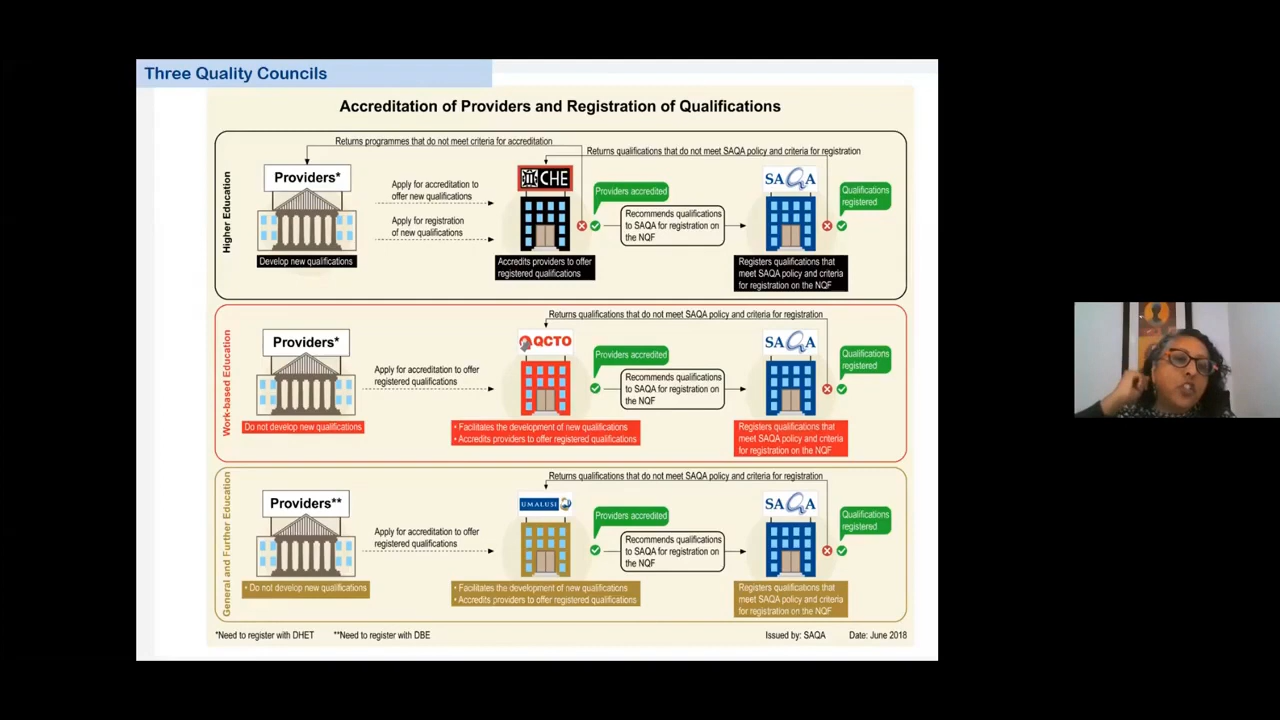 Three Quality Councils
Accreditation of Providers and Registration of Qualifications
Higher Education
Returns programmes that do not meet criteria for accreditation
Returns qualifications that do not meet SAQA policy and criteria for registration
Providers*
Apply for accreditation to
offer new qualifications
Apply for registration
of new qualifications
Develop new qualifications
CHE
Providers accredited
Accredits providers to offer
registered qualifications
Recommends qualifications
to SAQA for registration on
the NQF
SAQA
Qualifications
registered
Registers qualifications that
meet SAQA policy and criteria
for registration on the NQF
Work-based Education
Returns qualifications that do not meet SAQA policy and criteria for registration
Providers*
Apply for accreditation to offer
registered qualifications
Do not develop new qualifications
QCTO
Providers accredited
• Facilitates the development of new qualifications
• Accredits providers to offer registered qualifications
Recommends qualifications
to SAQA for registration on
the NQF
SAQA
Qualifications
registered
Registers qualifications that
meet SAQA policy and criteria
for registration on the NQF
General and Further Education
Returns qualifications that do not meet SAQA policy and criteria for registration
Providers**
Apply for accreditation to offer
registered qualifications
• Do not develop new qualifications
UMALUSI
Providers accredited
• Facilitates the development of new qualifications
• Accredits providers to offer registered qualifications
Recommends qualifications
to SAQA for registration on
the NQF
SAQA
Qualifications
registered
Registers qualifications that
meet SAQA policy and criteria
for registration on the NQF
*Need to register with DHET **Need to register with DBE
Issued by: SAQA Date: June 2018